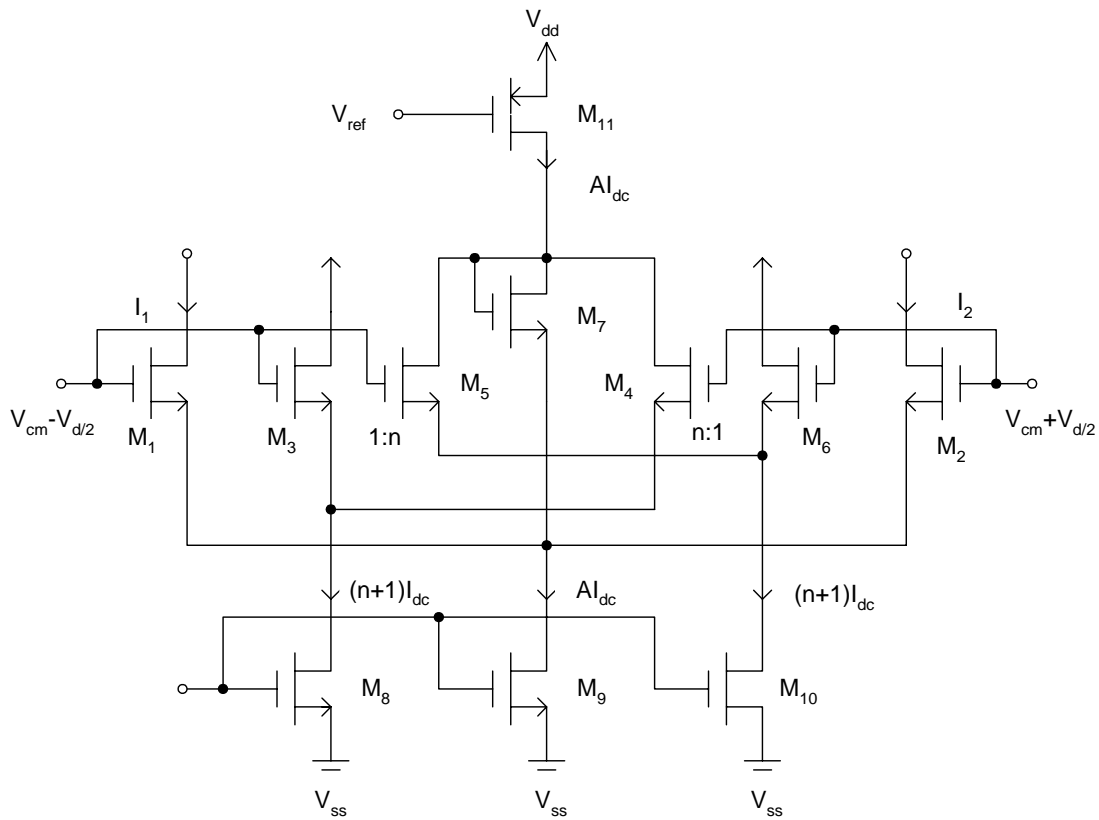 V_dd
V_ref
M_11
AI_dc
I_1
M_7
I_2
M_5
M_4
V_cm-V_d/2
M_1
M_3
1:n
n:1
M_6
M_2
V_cm+V_d/2
(n+1)I_dc
AI_dc
(n+1)I_dc
M_8
M_9
M_10
V_ss
V_ss
V_ss